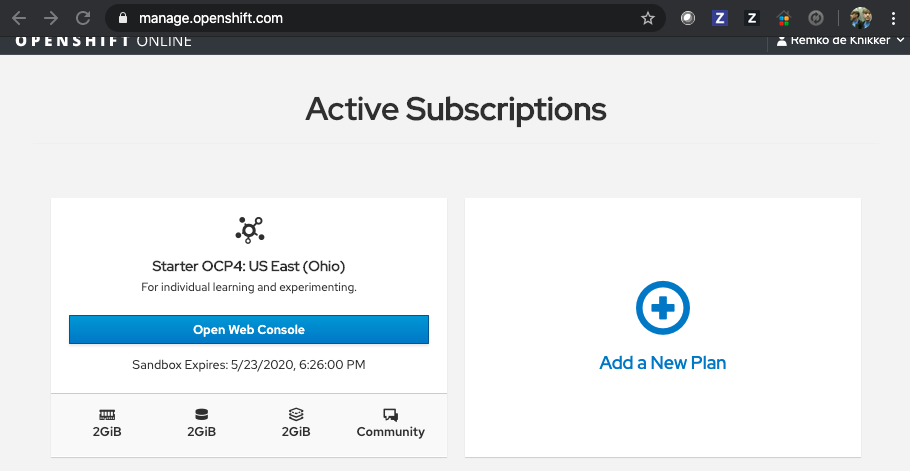 manage.openshift.com
Z
Z
OPENSHIFT ONLINE
Remko de Knikker
Active Subscriptions
Starter OCP4: US East (Ohio)
For individual learning and experimenting.
Open Web Console
Sandbox Expires: 5/23/2020, 6:26:00 PM
2GiB 2GiB 2GiB Community
Add a New Plan